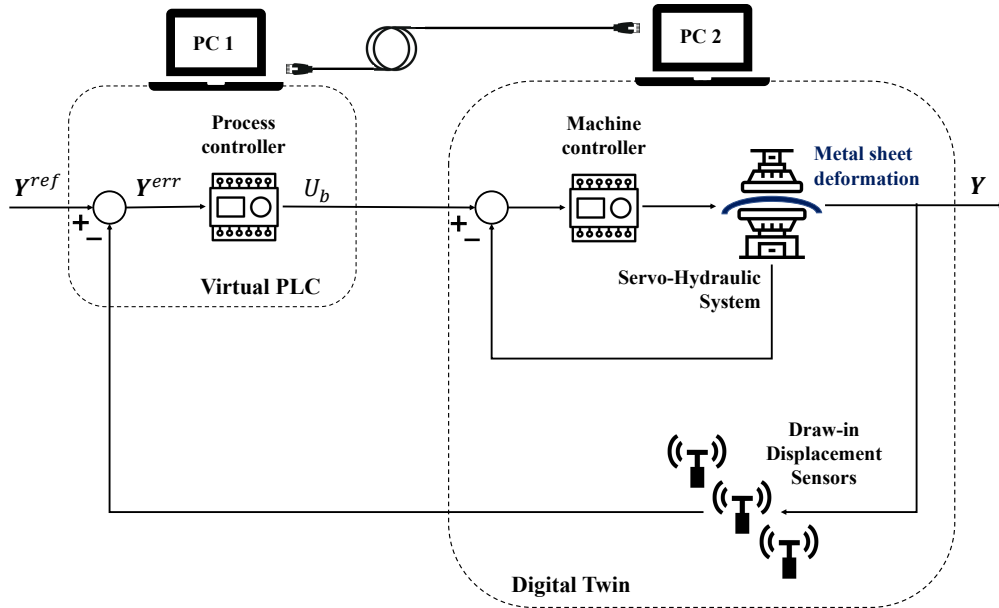 PC 1
PC 2
Process
controller
Machine
controller
Metal sheet
deformation
Y^ref
Y^err
U_b
Y
+
−
+
−
Virtual PLC
Servo-Hydraulic
System
Draw-in
Displacement
Sensors
Digital Twin